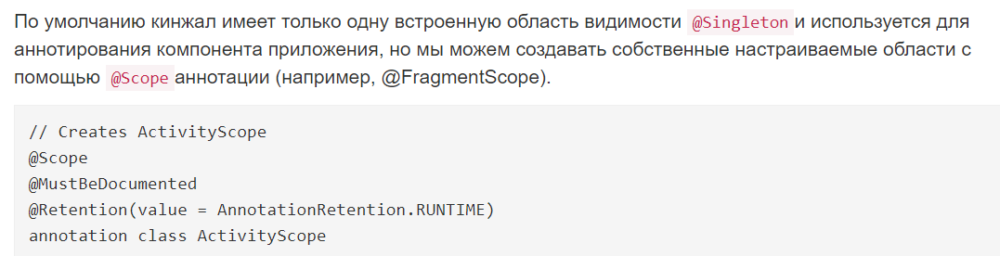 По умолчанию кинжал имеет только одну встроенную область видимости @Singleton и используется для
аннотирования компонента приложения, но мы можем создавать собственные настраиваемые области с
помощью @Scope аннотации (например, @FragmentScope).
// Creates ActivityScope
@Scope
@MustBeDocumented
@Retention(value = AnnotationRetention.RUNTIME)
annotation class ActivityScope